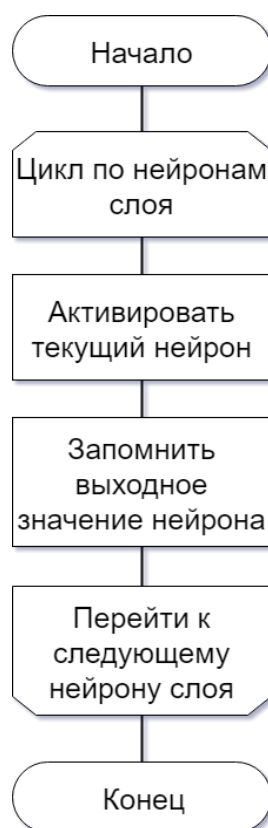 Начало
Цикл по нейронам
слоя
Активировать
текущий нейрон
Запомнить
выходное
значение нейрона
Перейти к
следующему
нейрону слоя
Конец